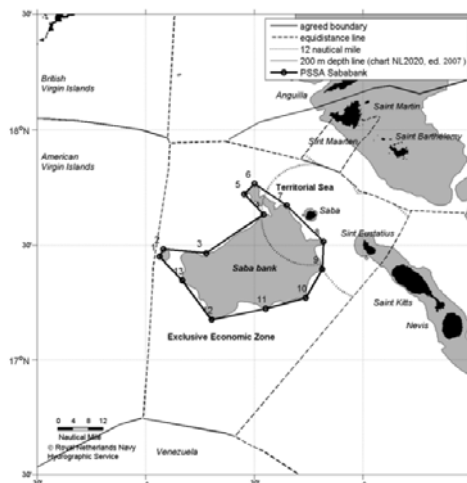 30'
agreed boundary
equidistance line
12 nautical mile
200 m depth line (chart NL2020, ed. 2007)
PSSA Sababank
British
Virgin Islands
Anguilla
Saint Martin
Sint Maarten
Saint Barthelemy
18°N
American
Virgin Islands
6
5
Territorial Sea
7
4
Saba
8
Sint Eustatius
30'
2
3
1
9
Saba bank
13
10
Saint Kitts
11
12
Nevis
Exclusive Economic Zone
17°N
0 4 8 12
Nautical Mile
© Royal Netherlands Navy
Hydrographic Service
Venezuela
30'